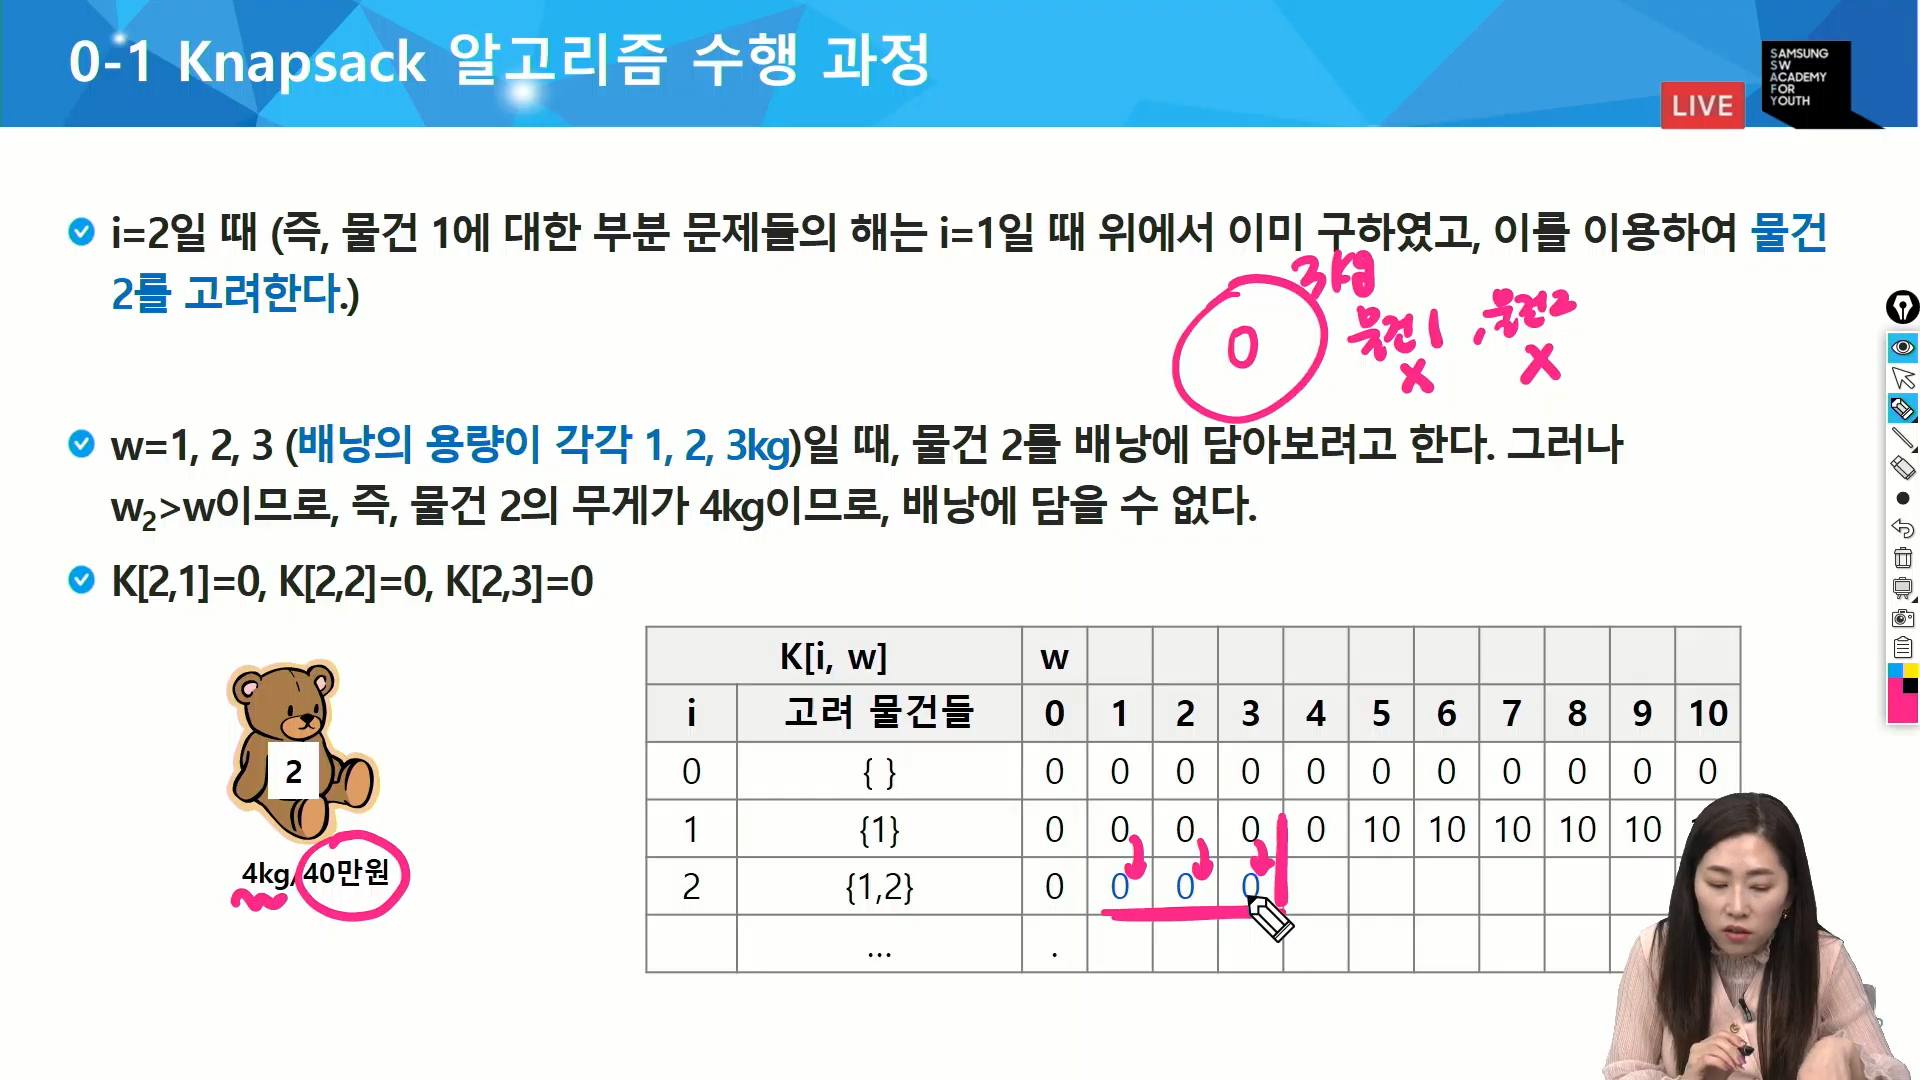 0-1 Knapsack 알고리즘 수행 과정
LIVE
SAMSUNG
SW
ACADEMY
FOR
YOUTH
i=2일 때 (즉, 물건 1에 대한 부분 문제들의 해는 i=1일 때 위에서 이미 구하였고, 이를 이용하여 물건
2를 고려한다.)
0
물건1 , 물건2
X X
w=1, 2, 3 (배낭의 용량이 각각 1, 2, 3kg)일 때, 물건 2를 배낭에 담아보려고 한다. 그러나
w2>w이므로, 즉, 물건 2의 무게가 4kg이므로, 배낭에 담을 수 없다.
K[2,1]=0, K[2,2]=0, K[2,3]=0
2
4kg/40만원
K[i, w] w
i 고려 물건들 0 1 2 3 4 5 6 7 8 9 10
0 { } 0 0 0 0 0 0 0 0 0 0 0
1 {1} 0 0 0 0 0 10 10 10 10 10
2 {1,2} 0 0 0 0
... .